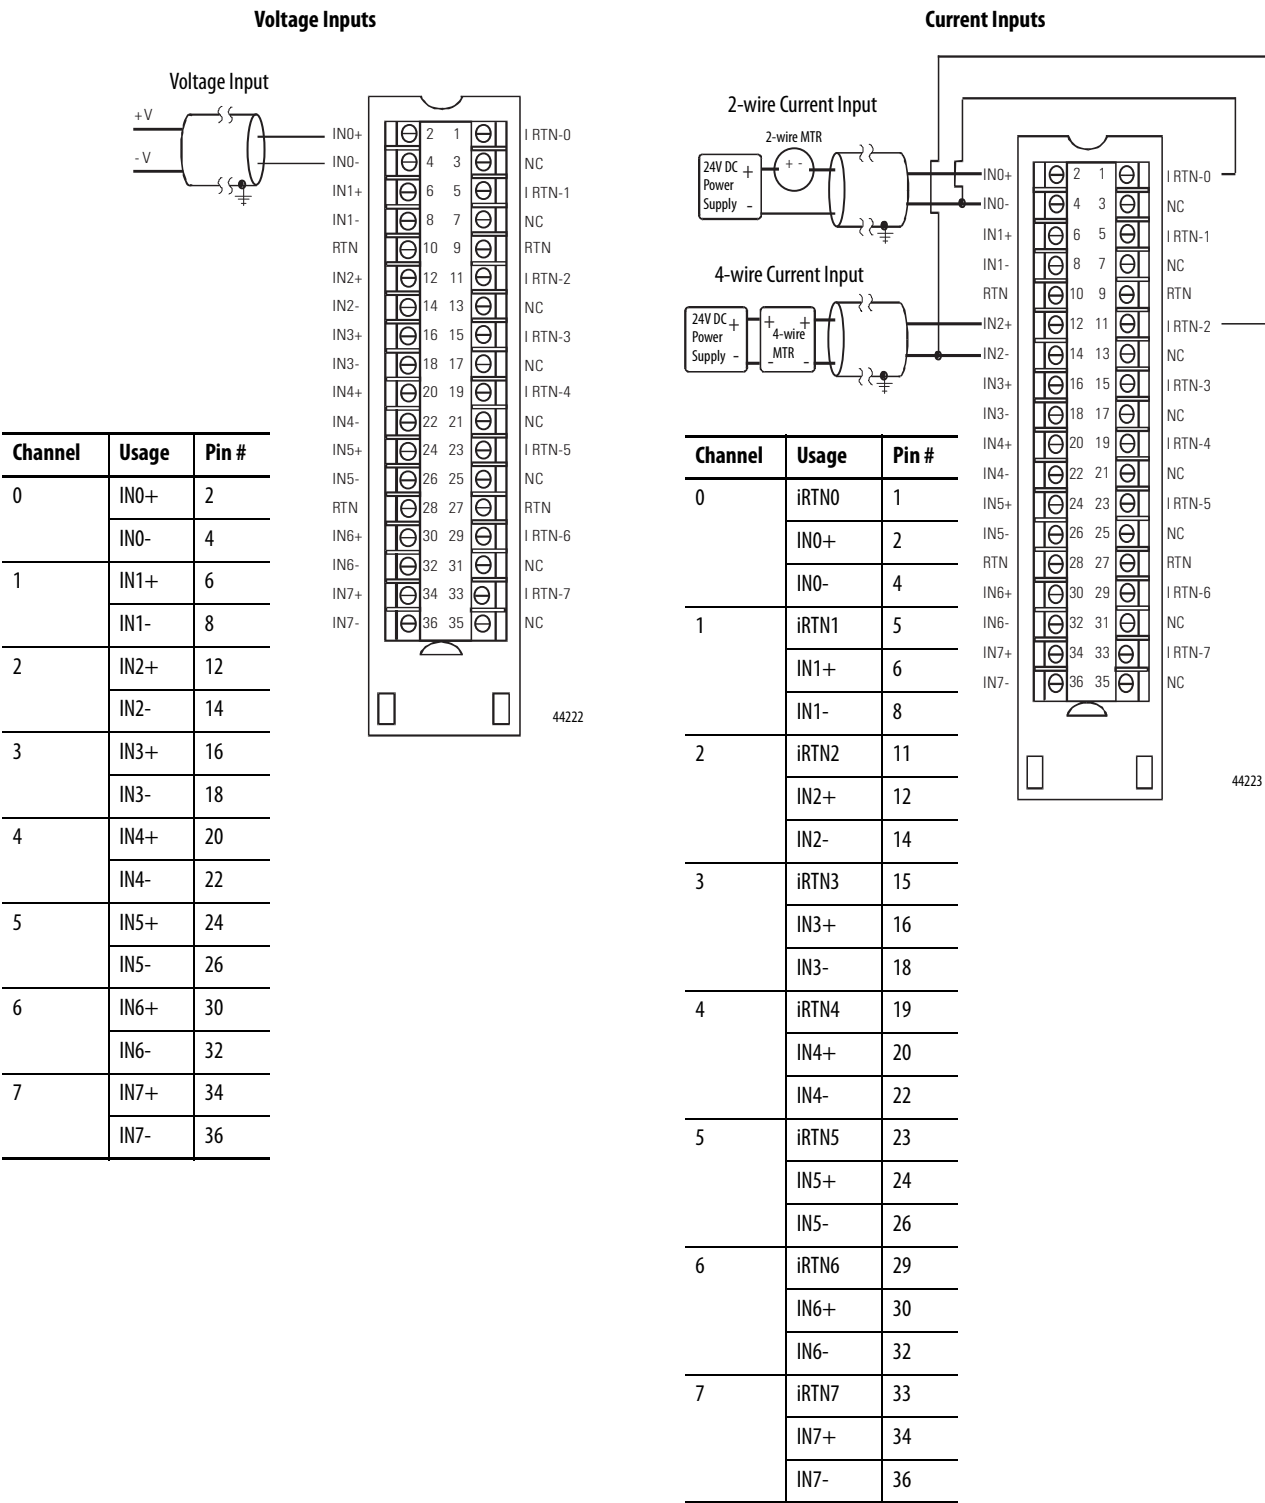 Voltage Inputs
Voltage Input
+V
-V
IN0+ 2 1 I RTN-0
IN0- 4 3 NC
IN1+ 6 5 I RTN-1
IN1- 8 7 NC
RTN 10 9 RTN
IN2+ 12 11 I RTN-2
IN2- 14 13 NC
IN3+ 16 15 I RTN-3
IN3- 18 17 NC
IN4+ 20 19 I RTN-4
IN4- 22 21 NC
IN5+ 24 23 I RTN-5
IN5- 26 25 NC
RTN 28 27 RTN
IN6+ 30 29 I RTN-6
IN6- 32 31 NC
IN7+ 34 33 I RTN-7
IN7- 36 35 NC
44222
Channel Usage Pin #
0 IN0+ 2
IN0- 4
1 IN1+ 6
IN1- 8
2 IN2+ 12
IN2- 14
3 IN3+ 16
IN3- 18
4 IN4+ 20
IN4- 22
5 IN5+ 24
IN5- 26
6 IN6+ 30
IN6- 32
7 IN7+ 34
IN7- 36
Current Inputs
2-wire Current Input
2-wire MTR
24V DC +
Power
Supply -
+ -
4-wire Current Input
24V DC +
Power
Supply -
+ +
4-wire
MTR
- -
IN0+ 2 1 I RTN-0
IN0- 4 3 NC
IN1+ 6 5 I RTN-1
IN1- 8 7 NC
RTN 10 9 RTN
IN2+ 12 11 I RTN-2
IN2- 14 13 NC
IN3+ 16 15 I RTN-3
IN3- 18 17 NC
IN4+ 20 19 I RTN-4
IN4- 22 21 NC
IN5+ 24 23 I RTN-5
IN5- 26 25 NC
RTN 28 27 RTN
IN6+ 30 29 I RTN-6
IN6- 32 31 NC
IN7+ 34 33 I RTN-7
IN7- 36 35 NC
44223
Channel Usage Pin #
0 iRTN0 1
IN0+ 2
IN0- 4
1 iRTN1 5
IN1+ 6
IN1- 8
2 iRTN2 11
IN2+ 12
IN2- 14
3 iRTN3 15
IN3+ 16
IN3- 18
4 iRTN4 19
IN4+ 20
IN4- 22
5 iRTN5 23
IN5+ 24
IN5- 26
6 iRTN6 29
IN6+ 30
IN6- 32
7 iRTN7 33
IN7+ 34
IN7- 36